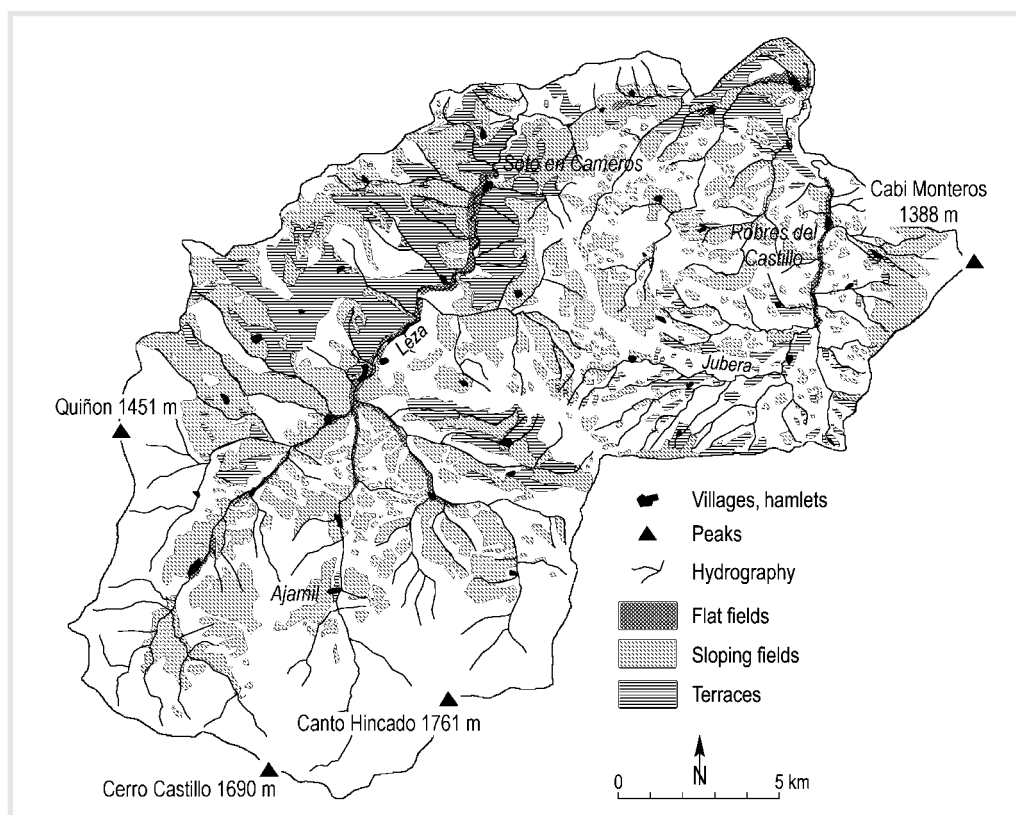 Soto en Cameros
Cabi Monteros
1388 m
Robres del
Castillo
Leza
Jubera
Quiñon 1451 m
Villages, hamlets
Peaks
Hydrography
Ajamil
Flat fields
Sloping fields
Terraces
Canto Hincado 1761 m
N
Cerro Castillo 1690 m
0 5 km